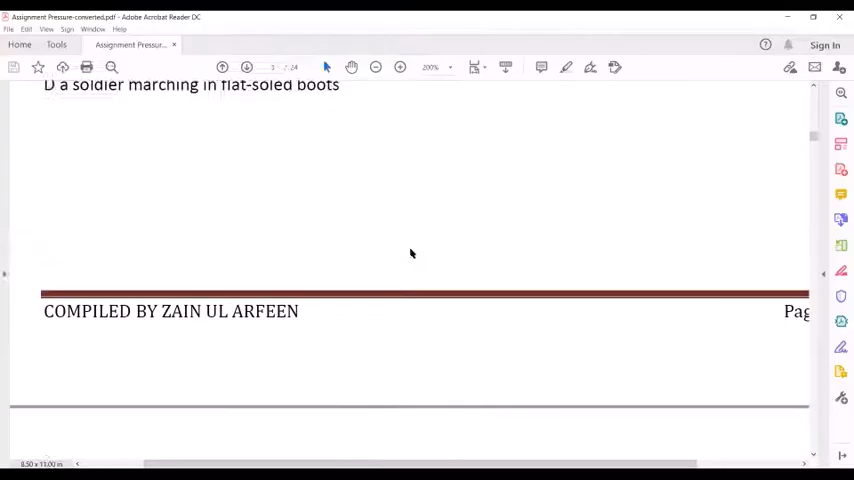 Assignment Pressure-converted.pdf - Adobe Acrobat Reader DC
File Edit View Sign Window Help
Home Tools Assignment Pressur... × Sign In
/ 24 200%
D a soldier marching in flat-soled boots
COMPILED BY ZAIN UL ARFEEN Pag
8.50 x 11.00 in